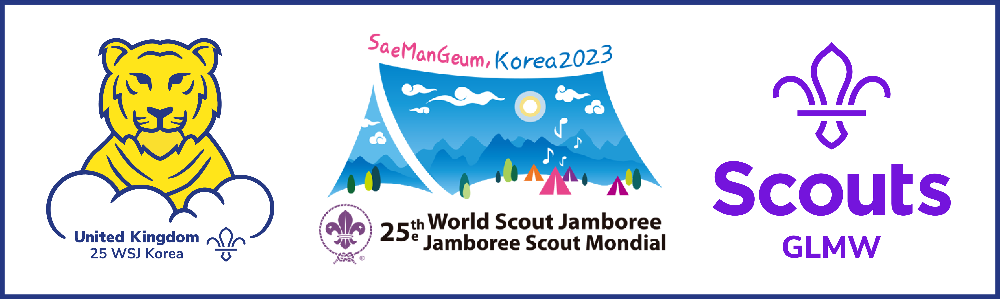 United Kingdom
25 WSJ Korea
SaeManGeum, Korea2023
25th World Scout Jamboree
e Jamboree Scout Mondial
®
Scouts
GLMW